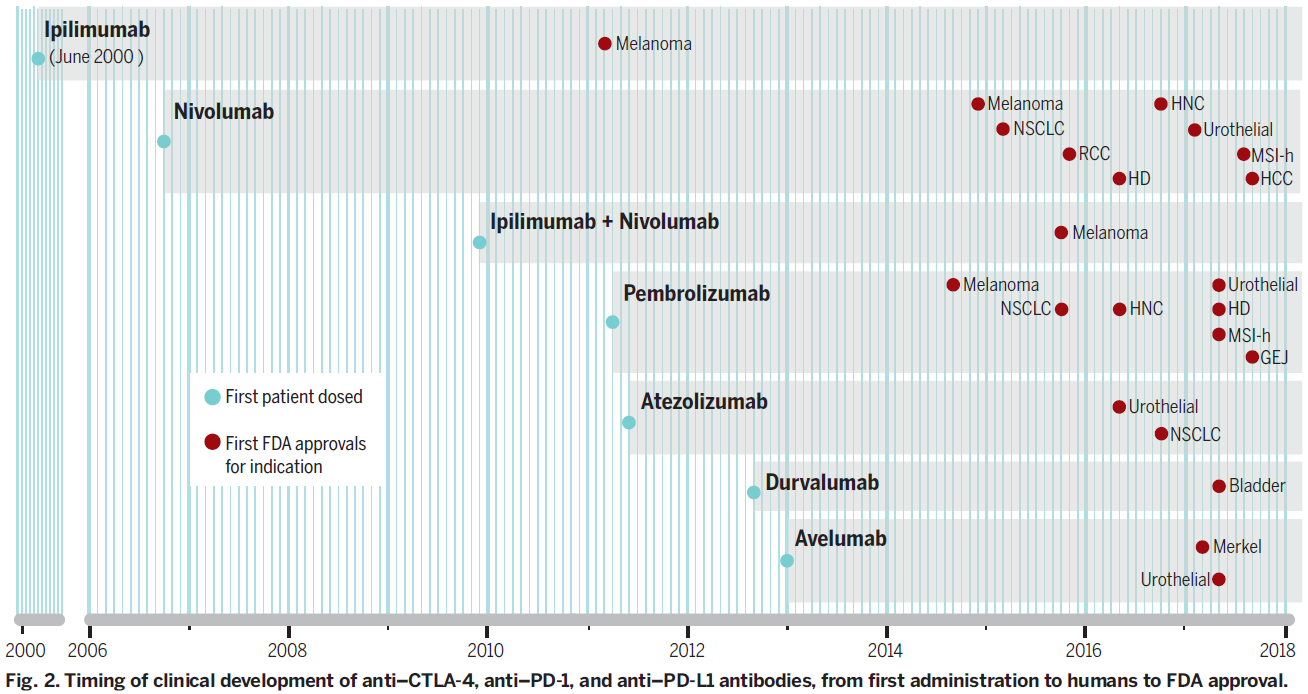 Ipilimumab
(June 2000 )
Melanoma
Nivolumab
Melanoma
HNC
NSCLC
Urothelial
RCC
MSI-h
HD
HCC
Ipilimumab + Nivolumab
Melanoma
Pembrolizumab
Melanoma
Urothelial
NSCLC
HNC
HD
MSI-h
GEJ
First patient dosed
First FDA approvals
for indication
Atezolizumab
Urothelial
NSCLC
Durvalumab
Bladder
Avelumab
Merkel
Urothelial
2000 2006 2008 2010 2012 2014 2016 2018
Fig. 2. Timing of clinical development of anti–CTLA-4, anti–PD-1, and anti–PD-L1 antibodies, from first administration to humans to FDA approval.